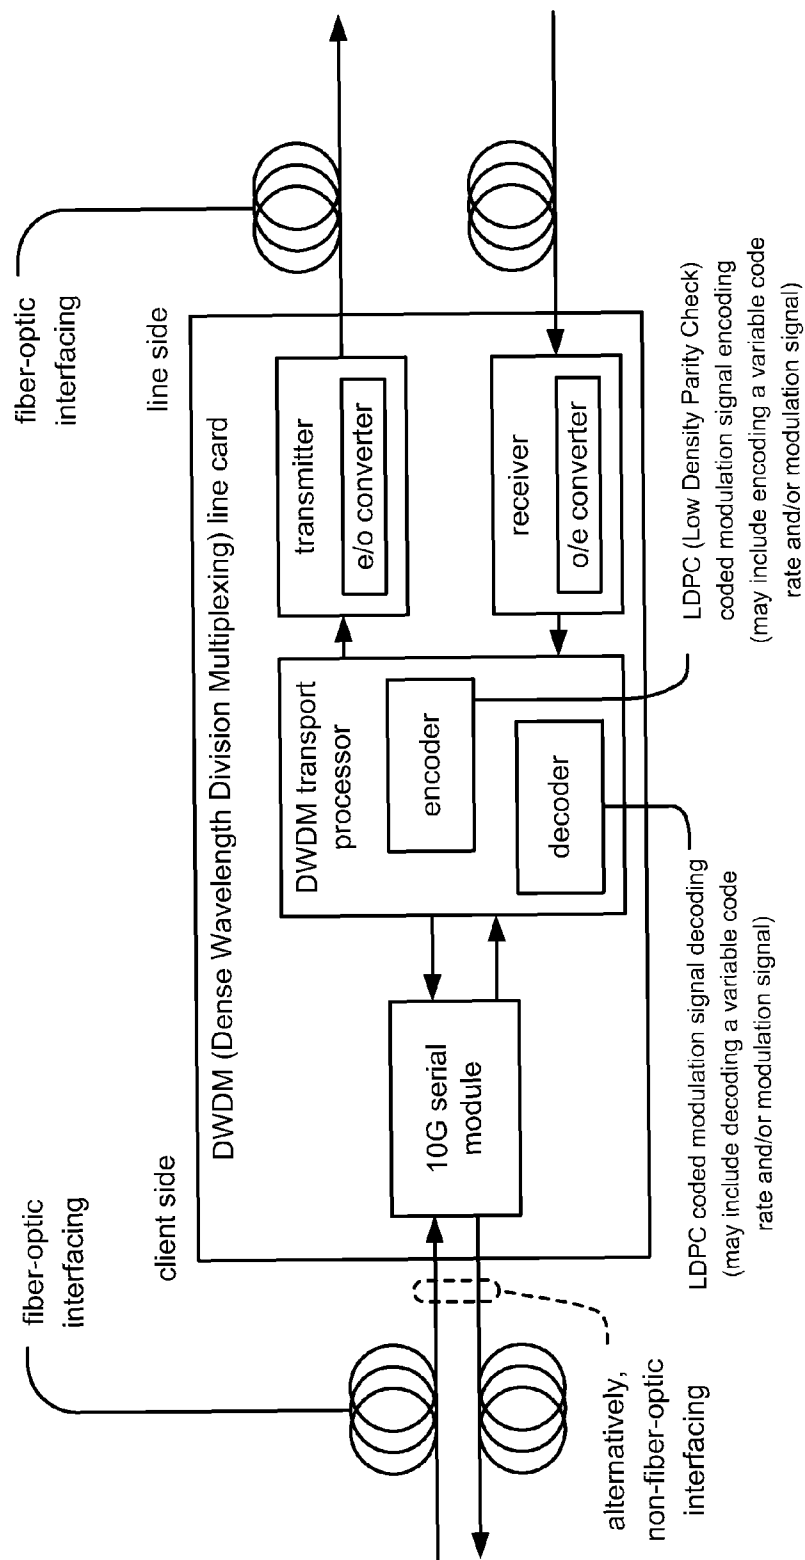 fiber-optic
interfacing
fiber-optic
interfacing
client side
line side
DWDM (Dense Wavelength Division Multiplexing) line card
10G serial
module
DWDM transport
processor
encoder
decoder
transmitter
e/o converter
receiver
o/e converter
alternatively,
non-fiber-optic
interfacing
LDPC coded modulation signal decoding
(may include decoding a variable code
rate and/or modulation signal)
LDPC (Low Density Parity Check)
coded modulation signal encoding
(may include encoding a variable code
rate and/or modulation signal)